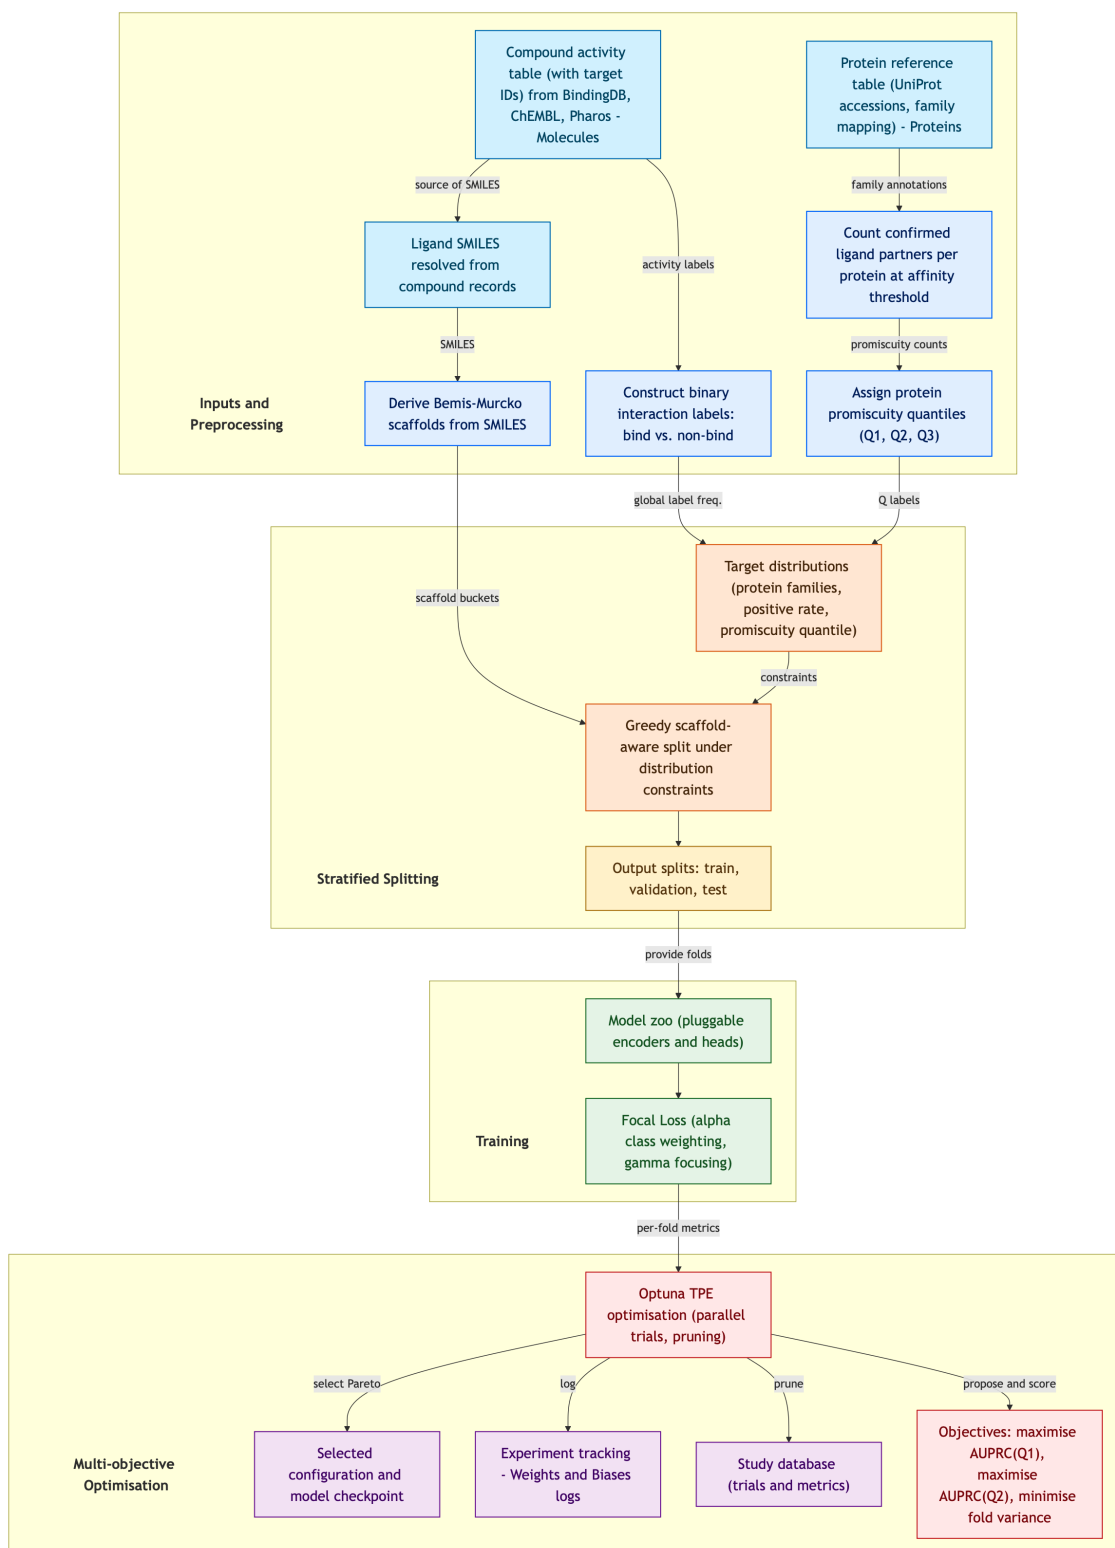 Compound activity
table (with target
IDs) from BindingDB,
ChEMBL, Pharos -
Molecules
Protein reference
table (UniProt
accessions, family
mapping) - Proteins
source of SMILES
family annotations
Ligand SMILES
resolved from
compound records
activity labels
Count confirmed
ligand partners per
protein at affinity
threshold
SMILES
promiscuity counts
Inputs and
Preprocessing
Derive Bemis-Murcko
scaffolds from SMILES
Construct binary
interaction labels:
bind vs. non-bind
Assign protein
promiscuity quantiles
(Q1, Q2, Q3)
global label freq.
Q labels
scaffold buckets
Target distributions
(protein families,
positive rate,
promiscuity quantile)
constraints
Greedy scaffold-
aware split under
distribution
constraints
Stratified Splitting
Output splits: train,
validation, test
provide folds
Model zoo (pluggable
encoders and heads)
Training
Focal Loss (alpha
class weighting,
gamma focusing)
per-fold metrics
Optuna TPE
optimisation (parallel
trials, pruning)
select Pareto
log
prune
propose and score
Multi-objective
Optimisation
Selected
configuration and
model checkpoint
Experiment tracking
- Weights and Biases
logs
Study database
(trials and metrics)
Objectives: maximise
AUPRC(Q1),
maximise
AUPRC(Q2), minimise
fold variance